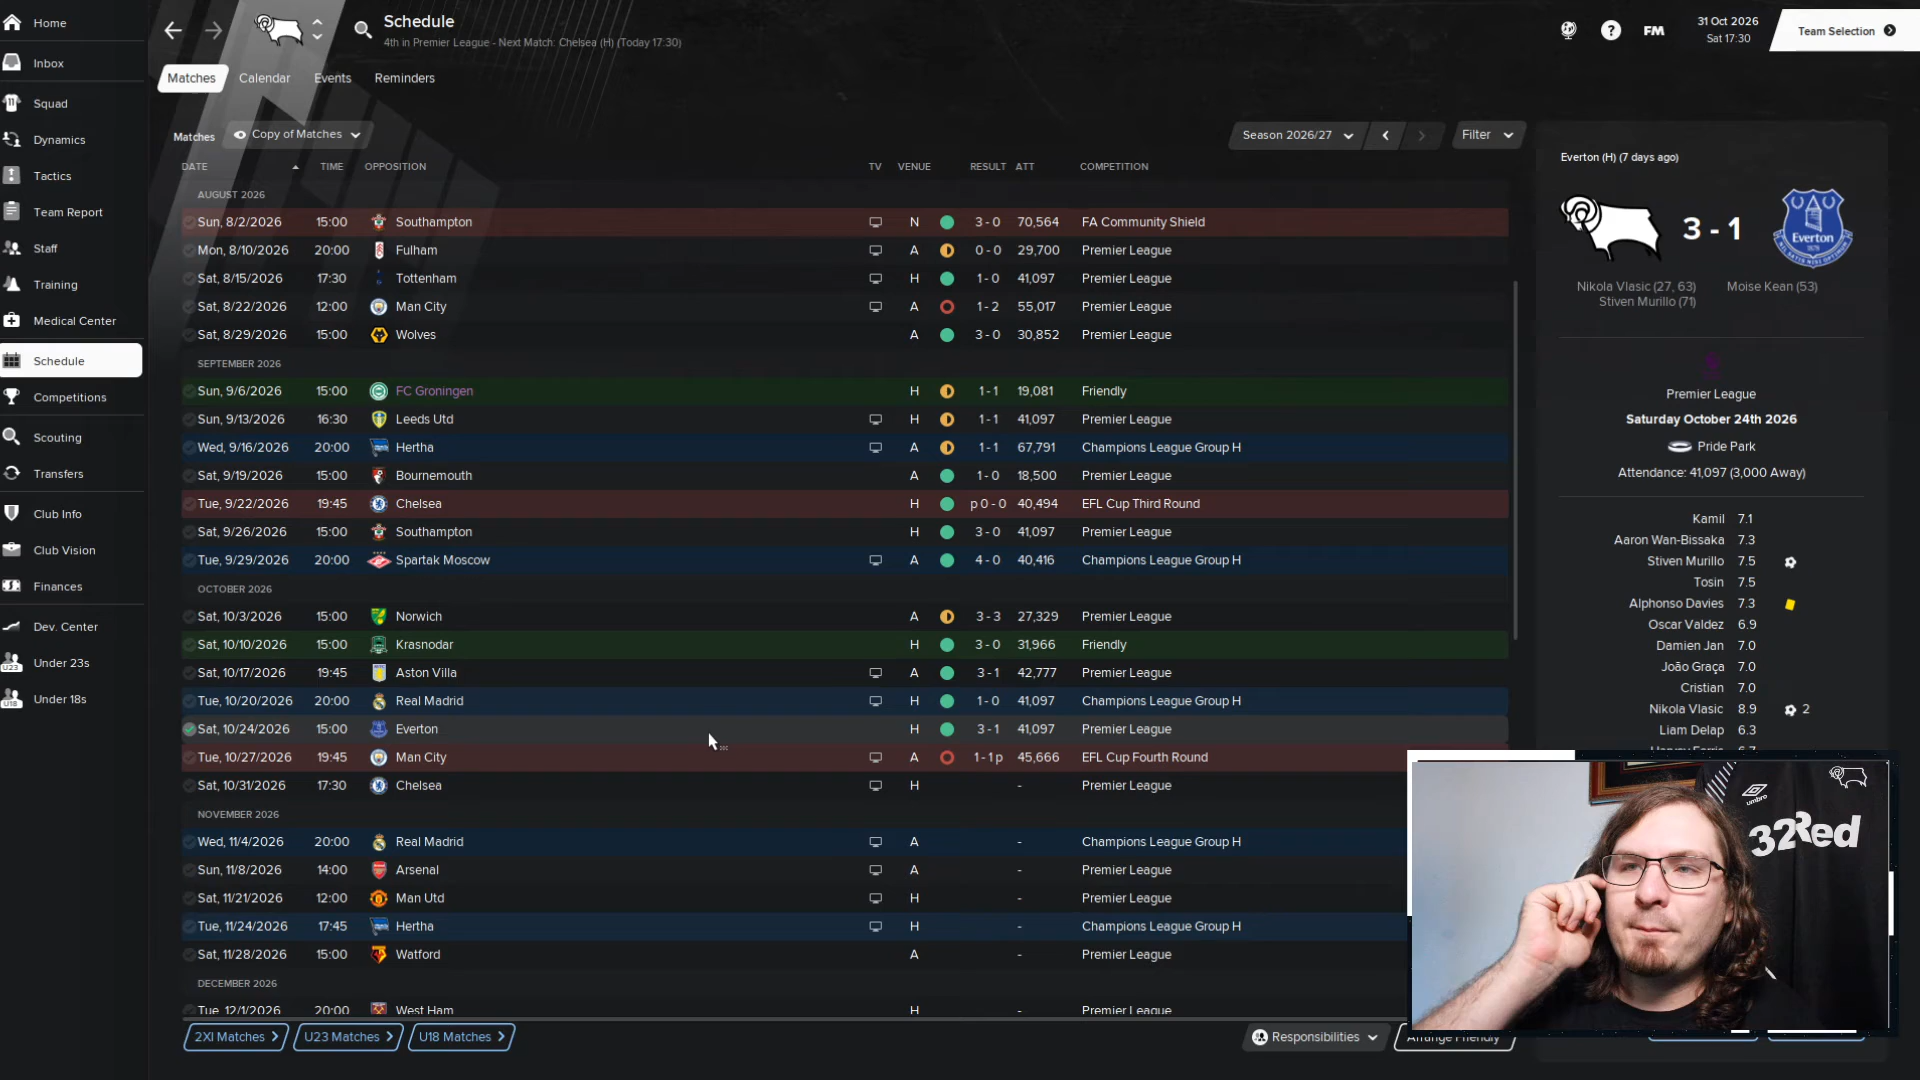 Home
Inbox
Squad
Dynamics
Tactics
Team Report
Staff
Training
Medical Center
Schedule
Competitions
Scouting
Transfers
Club Info
Club Vision
Finances
Dev. Center
Under 23s
Under 18s
Schedule
4th in Premier League - Next Match: Chelsea (H) (Today 17:30)
FM
31 Oct 2026
Sat 17:30
Team Selection
Matches Calendar Events Reminders
Matches Copy of Matches Season 2026/27 Filter
DATE TIME OPPOSITION TV VENUE RESULT ATT COMPETITION
AUGUST 2026
Sun, 8/2/2026 15:00 Southampton N 3 - 0 70,564 FA Community Shield
Mon, 8/10/2026 20:00 Fulham A 0 - 0 29,700 Premier League
Sat, 8/15/2026 17:30 Tottenham H 1 - 0 41,097 Premier League
Sat, 8/22/2026 12:00 Man City A 1 - 2 55,017 Premier League
Sat, 8/29/2026 15:00 Wolves A 3 - 0 30,852 Premier League
SEPTEMBER 2026
Sun, 9/6/2026 15:00 FC Groningen H 1 - 1 19,081 Friendly
Sun, 9/13/2026 16:30 Leeds Utd H 1 - 1 41,097 Premier League
Wed, 9/16/2026 20:00 Hertha A 1 - 1 67,791 Champions League Group H
Sat, 9/19/2026 15:00 Bournemouth A 1 - 0 18,500 Premier League
Tue, 9/22/2026 19:45 Chelsea H p 0 - 0 40,494 EFL Cup Third Round
Sat, 9/26/2026 15:00 Southampton H 3 - 0 41,097 Premier League
Tue, 9/29/2026 20:00 Spartak Moscow A 4 - 0 40,416 Champions League Group H
OCTOBER 2026
Sat, 10/3/2026 15:00 Norwich A 3 - 3 27,329 Premier League
Sat, 10/10/2026 15:00 Krasnodar H 3 - 0 31,966 Friendly
Sat, 10/17/2026 19:45 Aston Villa A 3 - 1 42,777 Premier League
Tue, 10/20/2026 20:00 Real Madrid H 1 - 0 41,097 Champions League Group H
Sat, 10/24/2026 15:00 Everton H 3 - 1 41,097 Premier League
Tue, 10/27/2026 19:45 Man City A 1 - 1 p 45,666 EFL Cup Fourth Round
Sat, 10/31/2026 17:30 Chelsea H - Premier League
NOVEMBER 2026
Wed, 11/4/2026 20:00 Real Madrid A - Champions League Group H
Sun, 11/8/2026 14:00 Arsenal A - Premier League
Sat, 11/21/2026 12:00 Man Utd H - Premier League
Tue, 11/24/2026 17:45 Hertha H - Champions League Group H
Sat, 11/28/2026 15:00 Watford A - Premier League
DECEMBER 2026
Tue, 12/1/2026 20:00 West Ham H - Premier League
2XI Matches U23 Matches U18 Matches Responsibilities Arrange Friendly
Everton (H) (7 days ago)
3 - 1
Everton
Nikola Vlasic (27, 63) Moise Kean (53)
Stiven Murillo (71)
Premier League
Saturday October 24th 2026
Pride Park
Attendance: 41,097 (3,000 Away)
Kamil 7.1
Aaron Wan-Bissaka 7.3
Stiven Murillo 7.5
Tosin 7.5
Alphonso Davies 7.3
Oscar Valdez 6.9
Damien Jan 7.0
João Graça 7.0
Cristian 7.0
Nikola Vlasic 8.9 2
Liam Delap 6.3
umbro
32Red